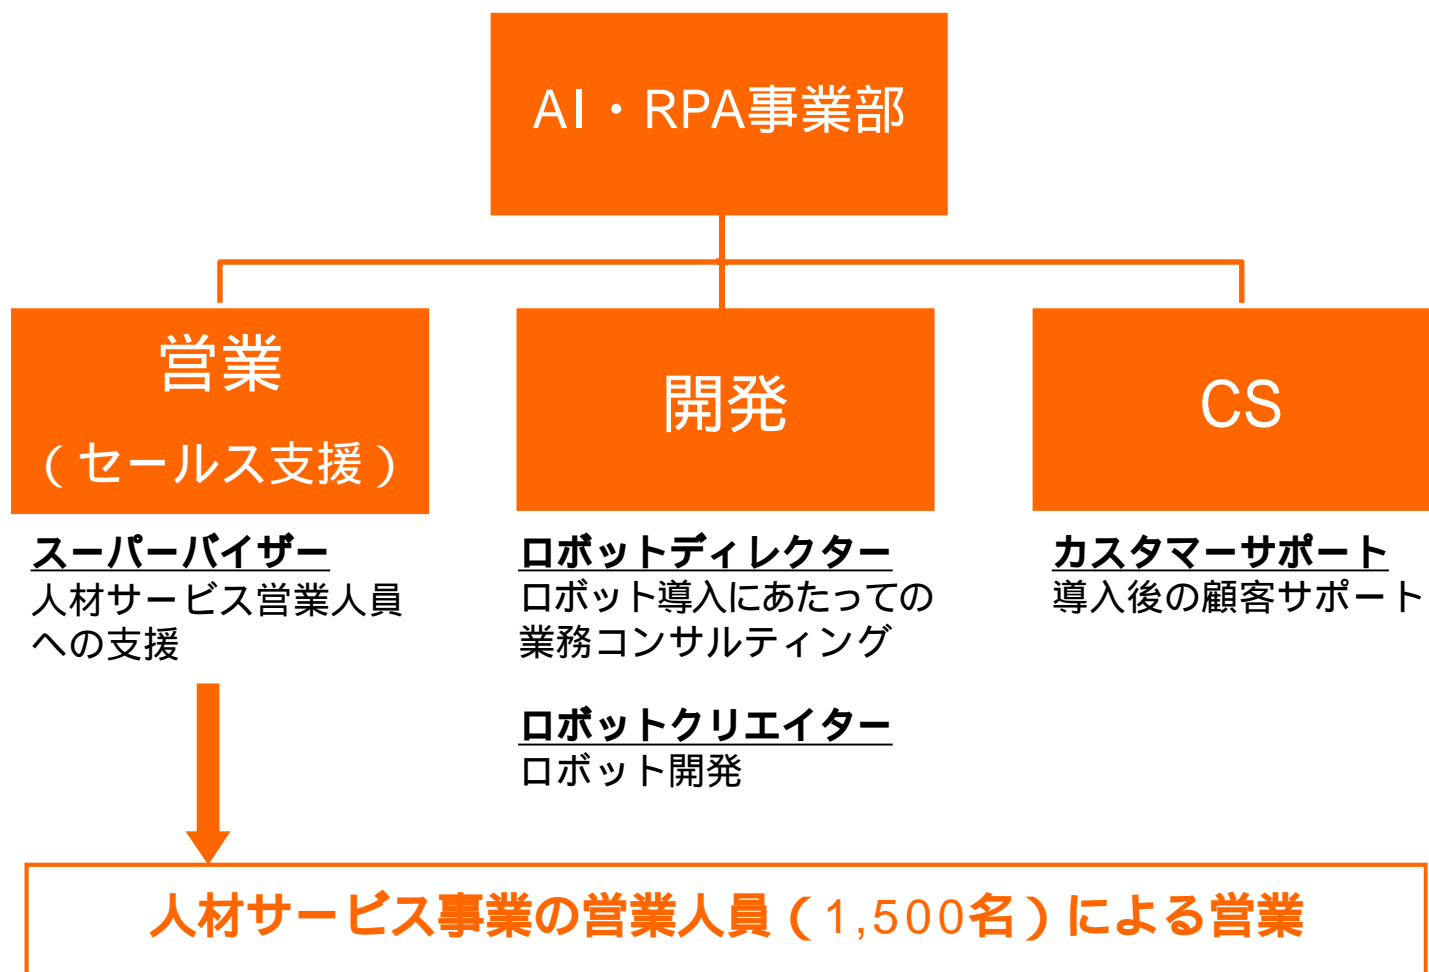 AI・RPA事業部
営業
（セールス支援）
開発
CS
スーパーバイザー
人材サービス営業人員
への支援
ロボットディレクター
ロボット導入にあたっての
業務コンサルティング
ロボットクリエイター
ロボット開発
カスタマーサポート
導入後の顧客サポート
人材サービス事業の営業人員（1,500名）による営業